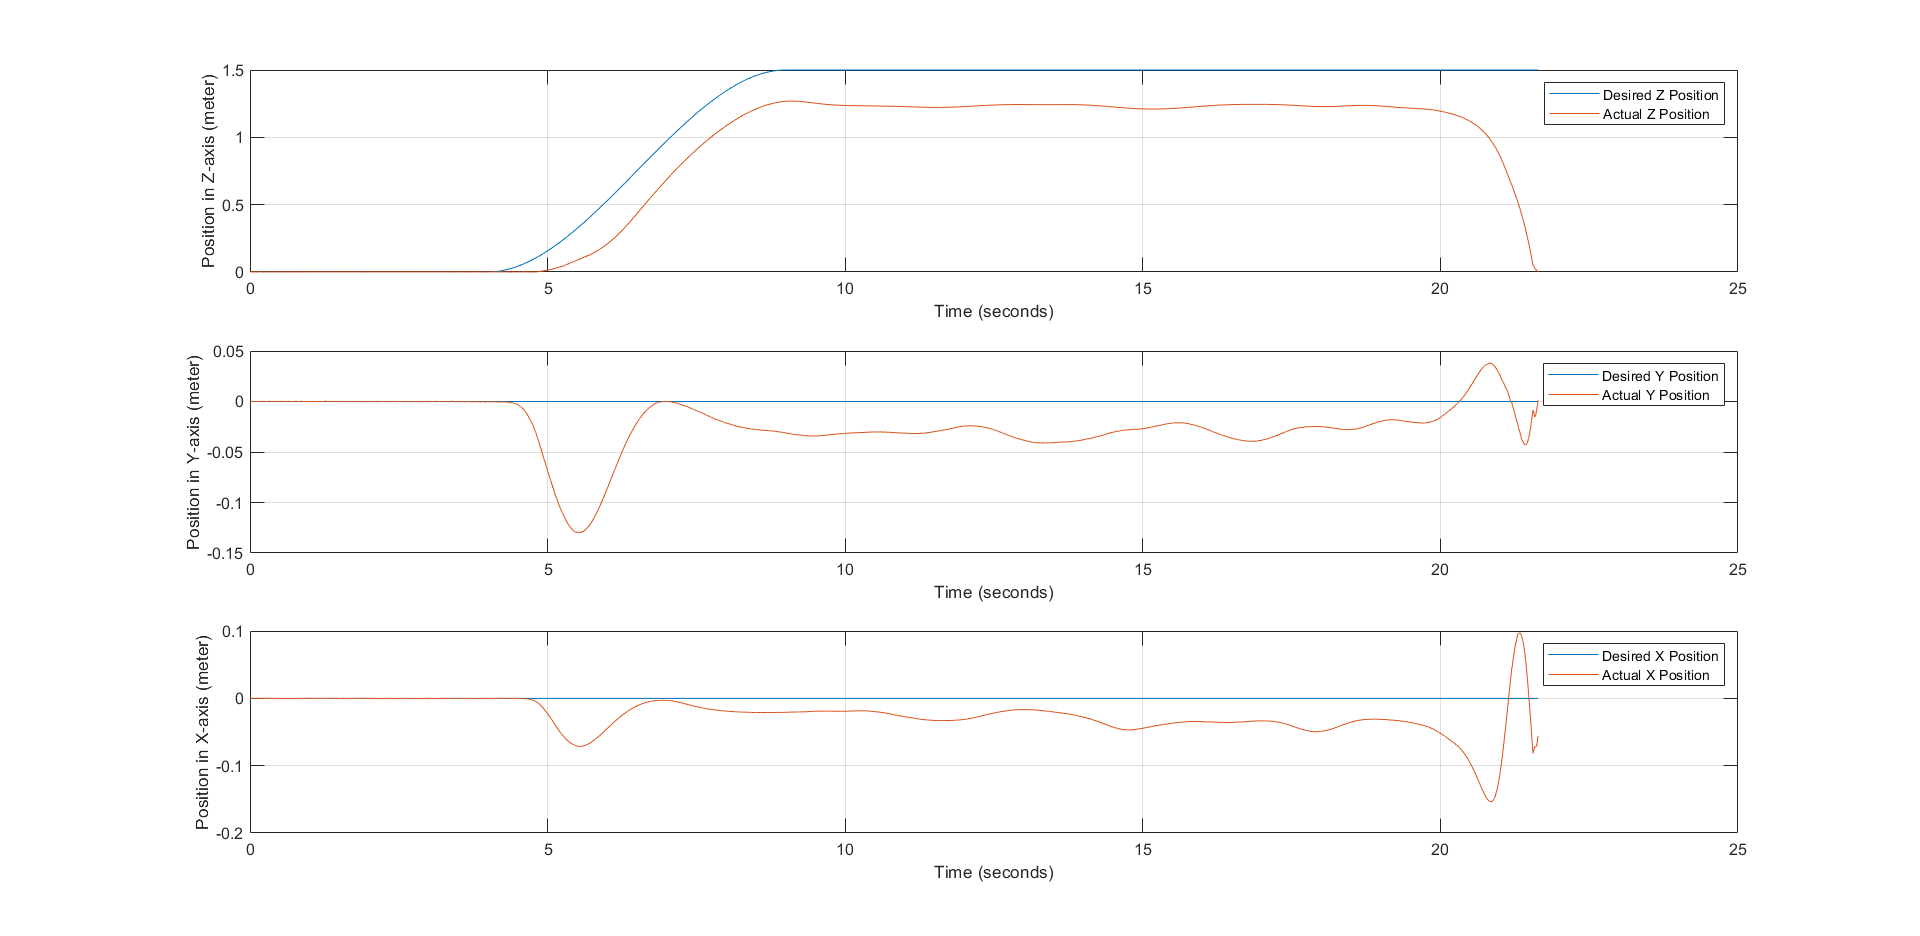 Position in Z-axis (meter)
1.5
1
0.5
0
0 5 10 15 20 25
Time (seconds)
Desired Z Position
Actual Z Position
Position in Y-axis (meter)
0.05
0
-0.05
-0.1
-0.15
0 5 10 15 20 25
Time (seconds)
Desired Y Position
Actual Y Position
Position in X-axis (meter)
0.1
0
-0.1
-0.2
0 5 10 15 20 25
Time (seconds)
Desired X Position
Actual X Position